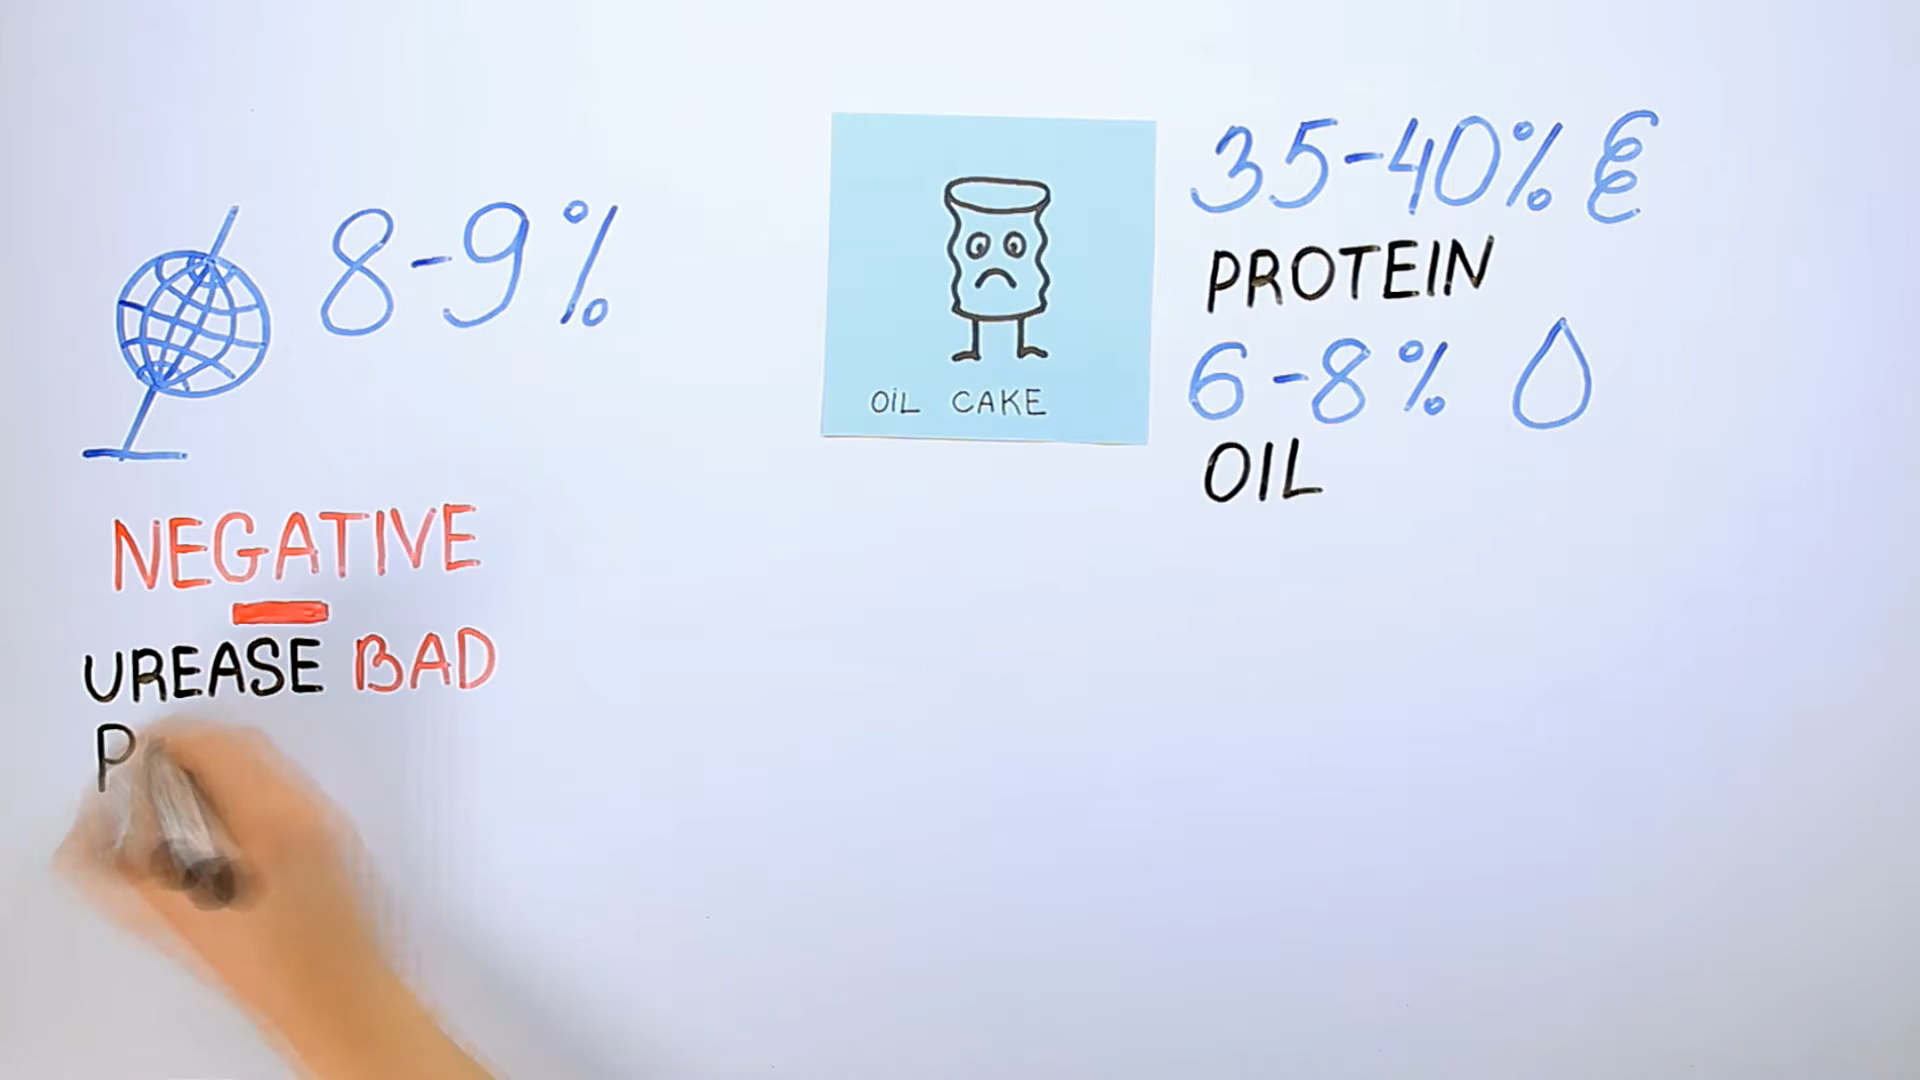 8-9%
NEGATIVE
UREASE BAD
P
OIL CAKE
35-40%
PROTEIN
6-8%
OIL